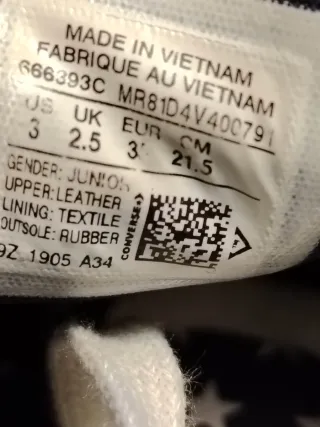 MADE IN VIETNAM
FABRIQUE AU VIETNAM
666393C MR81D4V400791
US UK EUR CM
3 2.5 21.5
GENDER: JUNIOR
UPPER: LEATHER
LINING: TEXTILE
OUTSOLE: RUBBER
CONVERSE
9Z 1905 A34